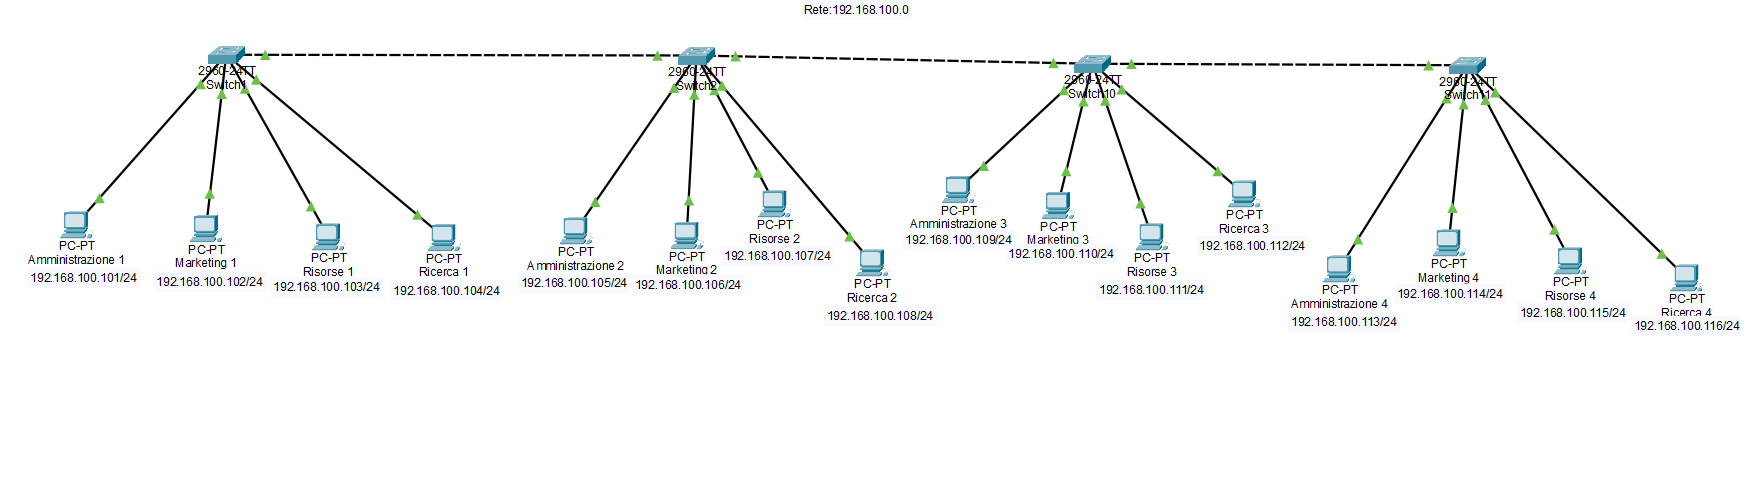 Rete:192.168.100.0
2960-24TT
Switch1
2960-24TT
Switch2
2960-24TT
Switch10
2960-24TT
Switch11
PC-PT
Amministrazione 1
192.168.100.101/24
PC-PT
Marketing 1
192.168.100.102/24
PC-PT
Risorse 1
192.168.100.103/24
PC-PT
Ricerca 1
192.168.100.104/24
PC-PT
Amministrazione 2
192.168.100.105/24
PC-PT
Marketing 2
192.168.100.106/24
PC-PT
Risorse 2
192.168.100.107/24
PC-PT
Ricerca 2
192.168.100.108/24
PC-PT
Amministrazione 3
192.168.100.109/24
PC-PT
Marketing 3
192.168.100.110/24
PC-PT
Risorse 3
192.168.100.111/24
PC-PT
Ricerca 3
192.168.100.112/24
PC-PT
Amministrazione 4
192.168.100.113/24
PC-PT
Marketing 4
192.168.100.114/24
PC-PT
Risorse 4
192.168.100.115/24
PC-PT
Ricerca 4
192.168.100.116/24